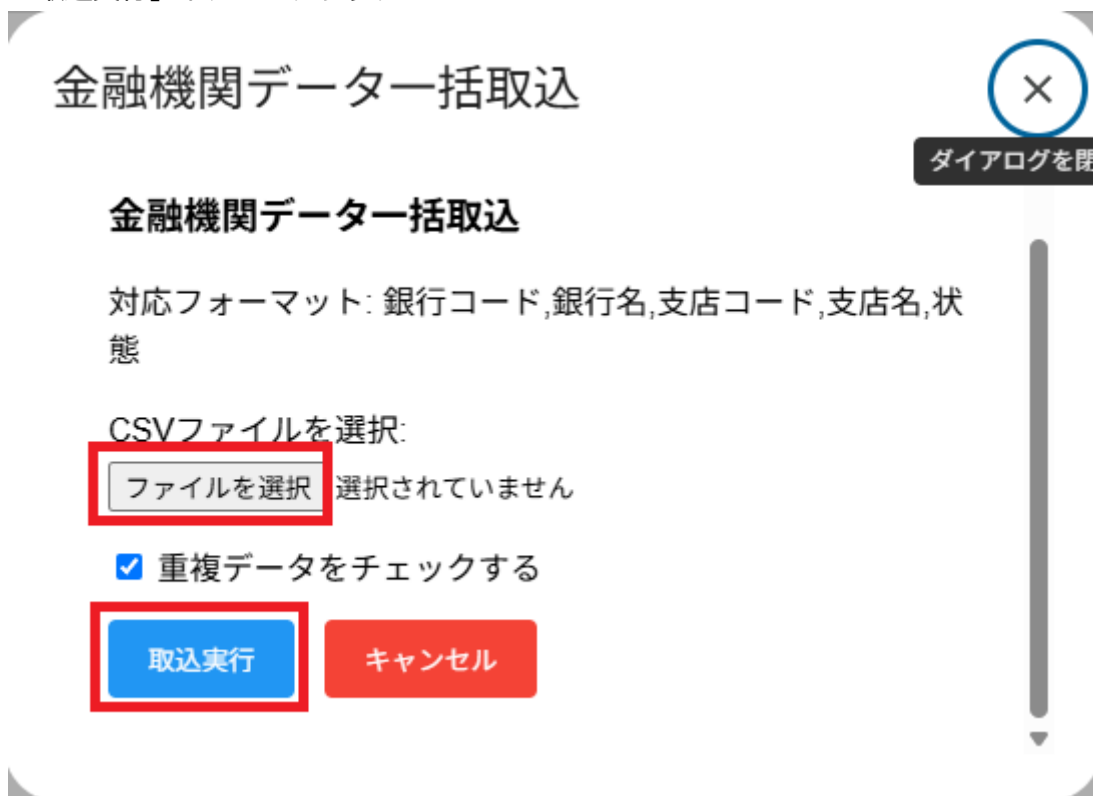 金融機関データ一括取込
ダイアログを閉
金融機関データ一括取込
対応フォーマット: 銀行コード,銀行名,支店コード,支店名,状
態
CSVファイルを選択:
ファイルを選択 選択されていません
重複データをチェックする
取込実行 キャンセル